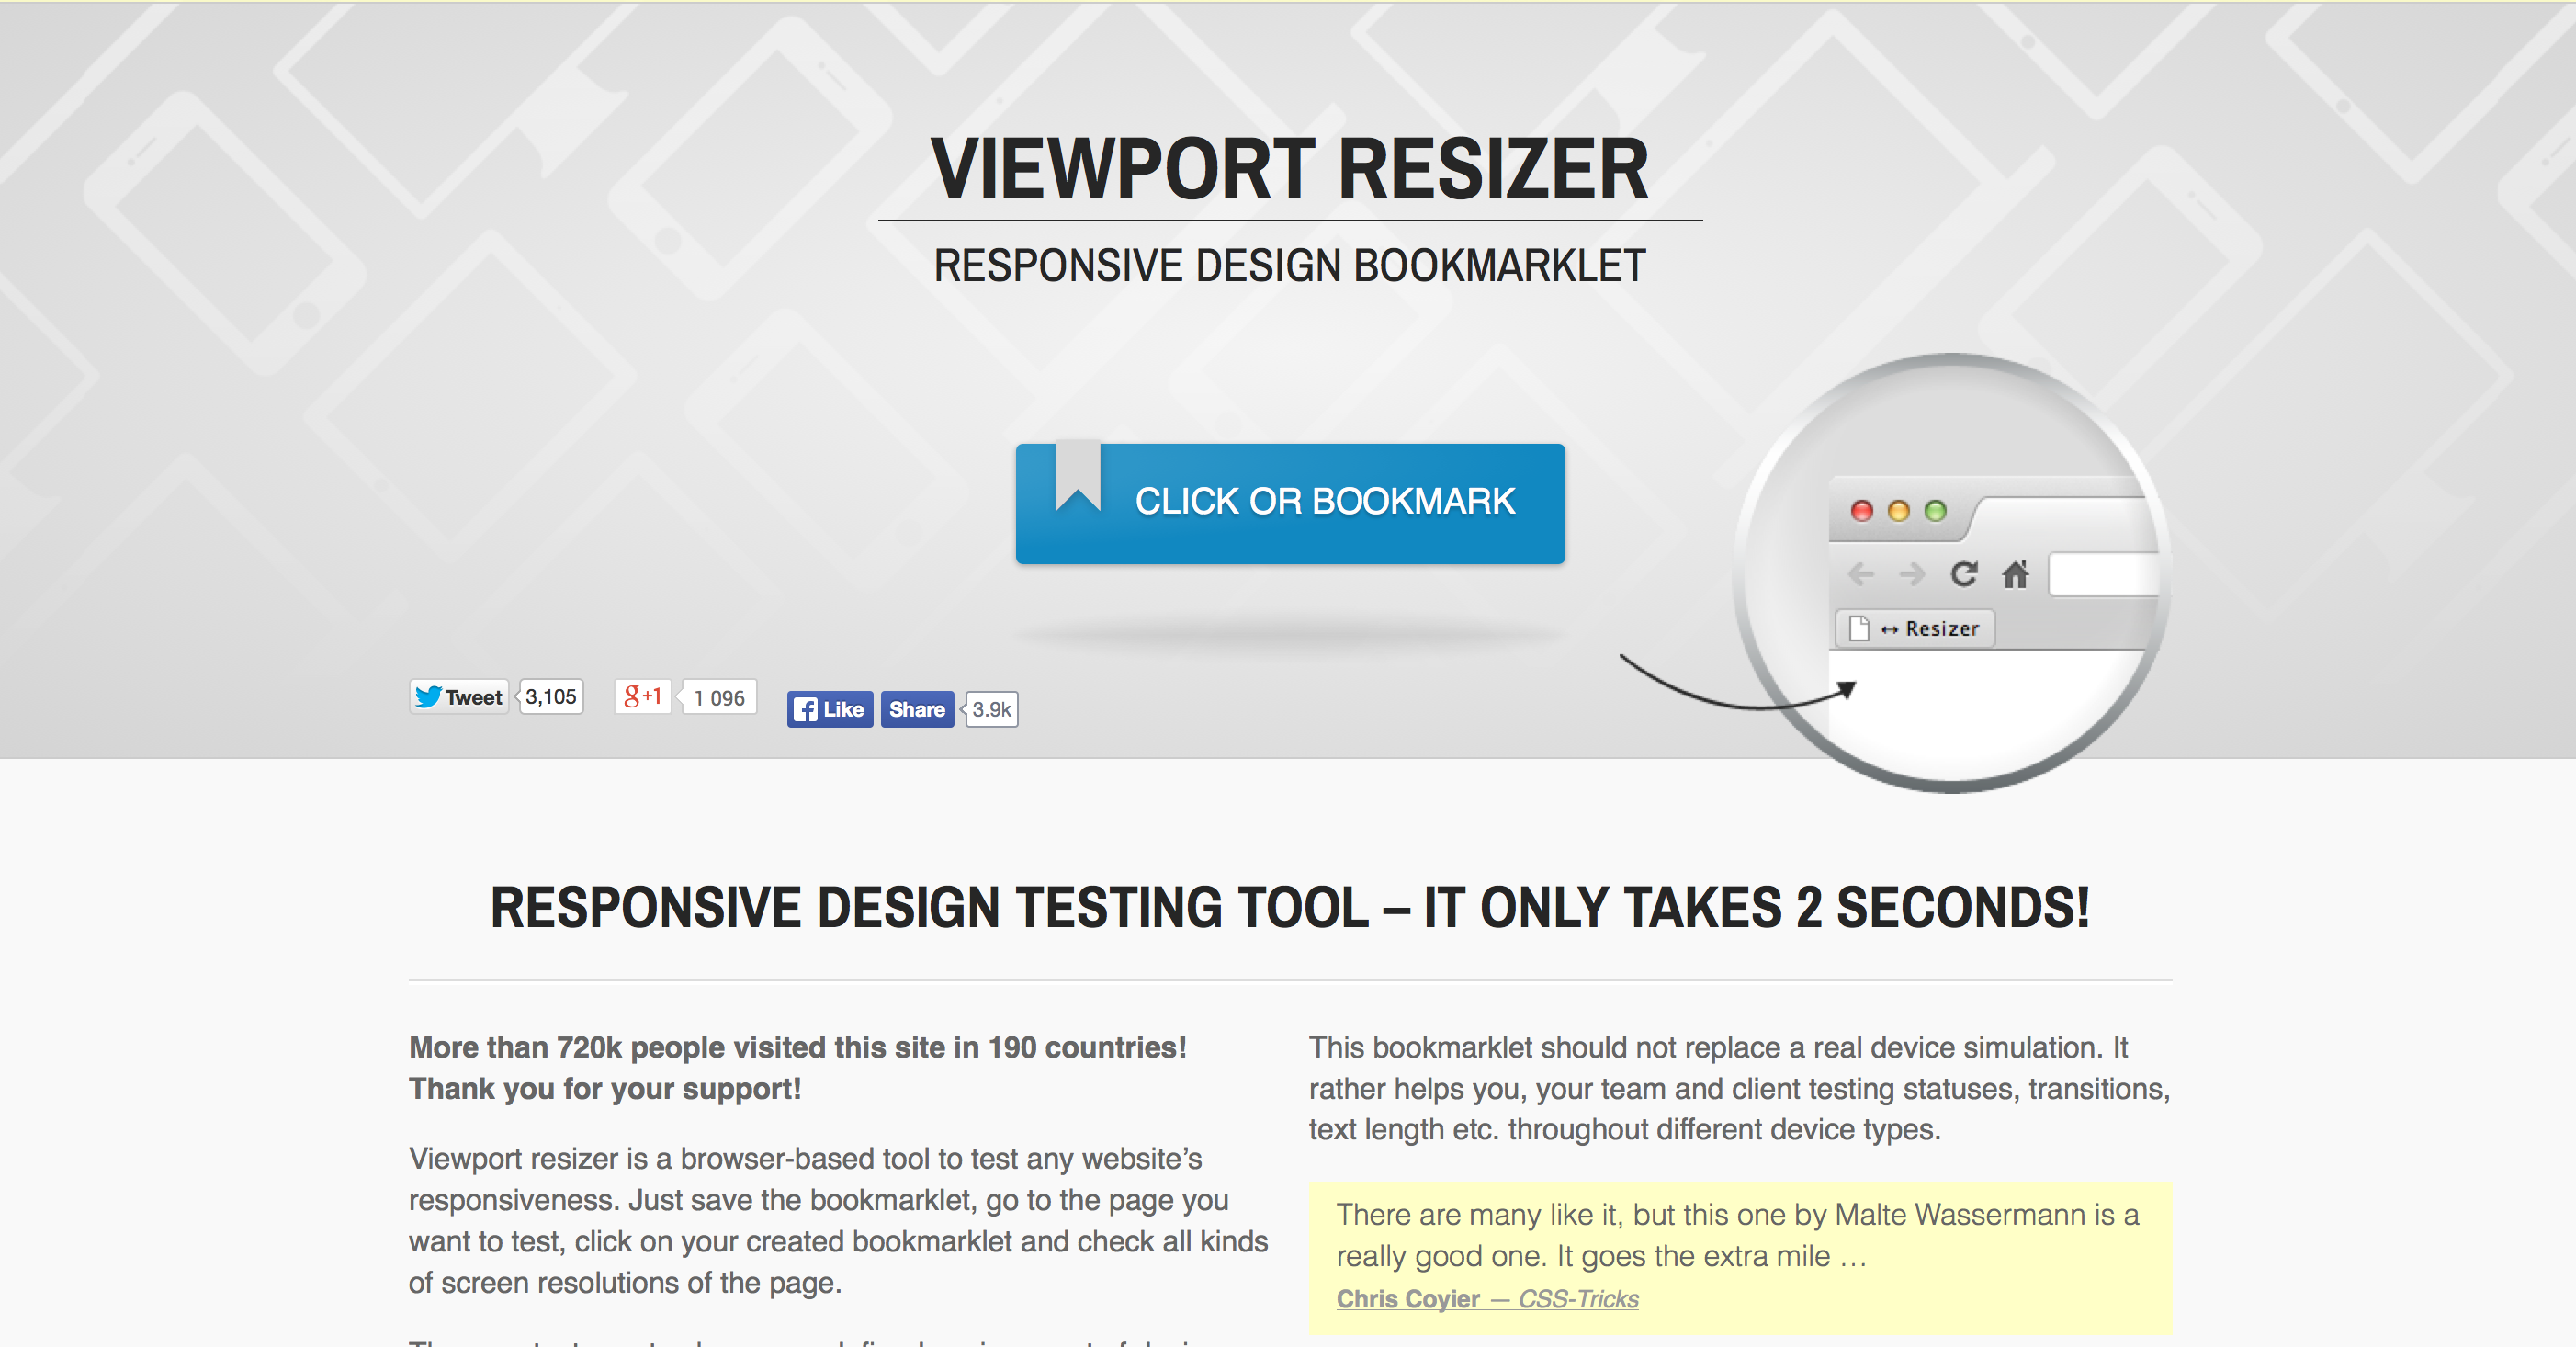 VIEWPORT RESIZER
RESPONSIVE DESIGN BOOKMARKLET
CLICK OR BOOKMARK
↔ Resizer
Tweet 3,105 g+1 1 096 Like Share 3.9k
RESPONSIVE DESIGN TESTING TOOL – IT ONLY TAKES 2 SECONDS!
More than 720k people visited this site in 190 countries!
Thank you for your support!
Viewport resizer is a browser-based tool to test any website’s
responsiveness. Just save the bookmarklet, go to the page you
want to test, click on your created bookmarklet and check all kinds
of screen resolutions of the page.
This bookmarklet should not replace a real device simulation. It
rather helps you, your team and client testing statuses, transitions,
text length etc. throughout different device types.
There are many like it, but this one by Malte Wassermann is a
really good one. It goes the extra mile …
Chris Coyier — CSS-Tricks